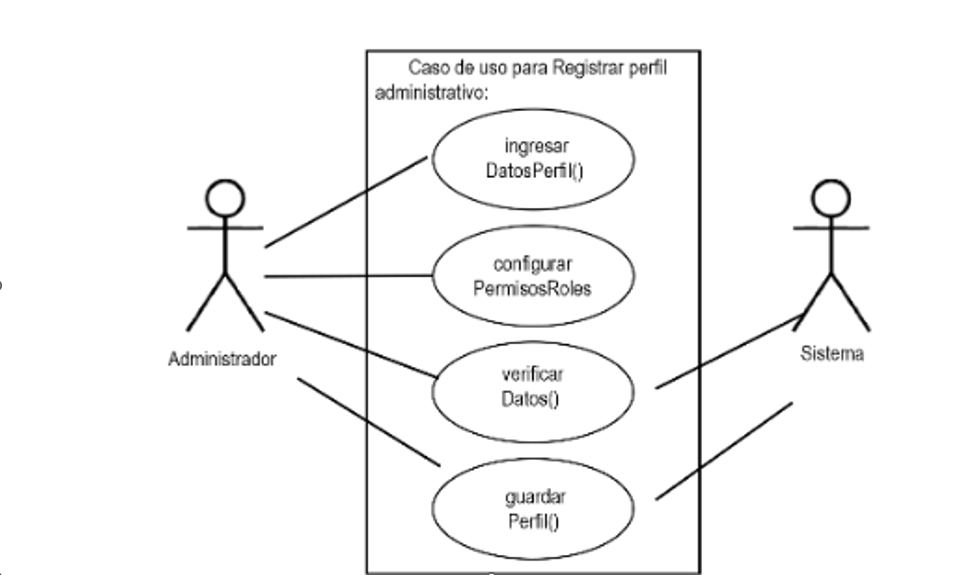 Caso de uso para Registrar perfil
administrativo:
ingresar
DatosPerfil()
configurar
PermisosRoles
verificar
Datos()
guardar
Perfil()
Administrador
Sistema